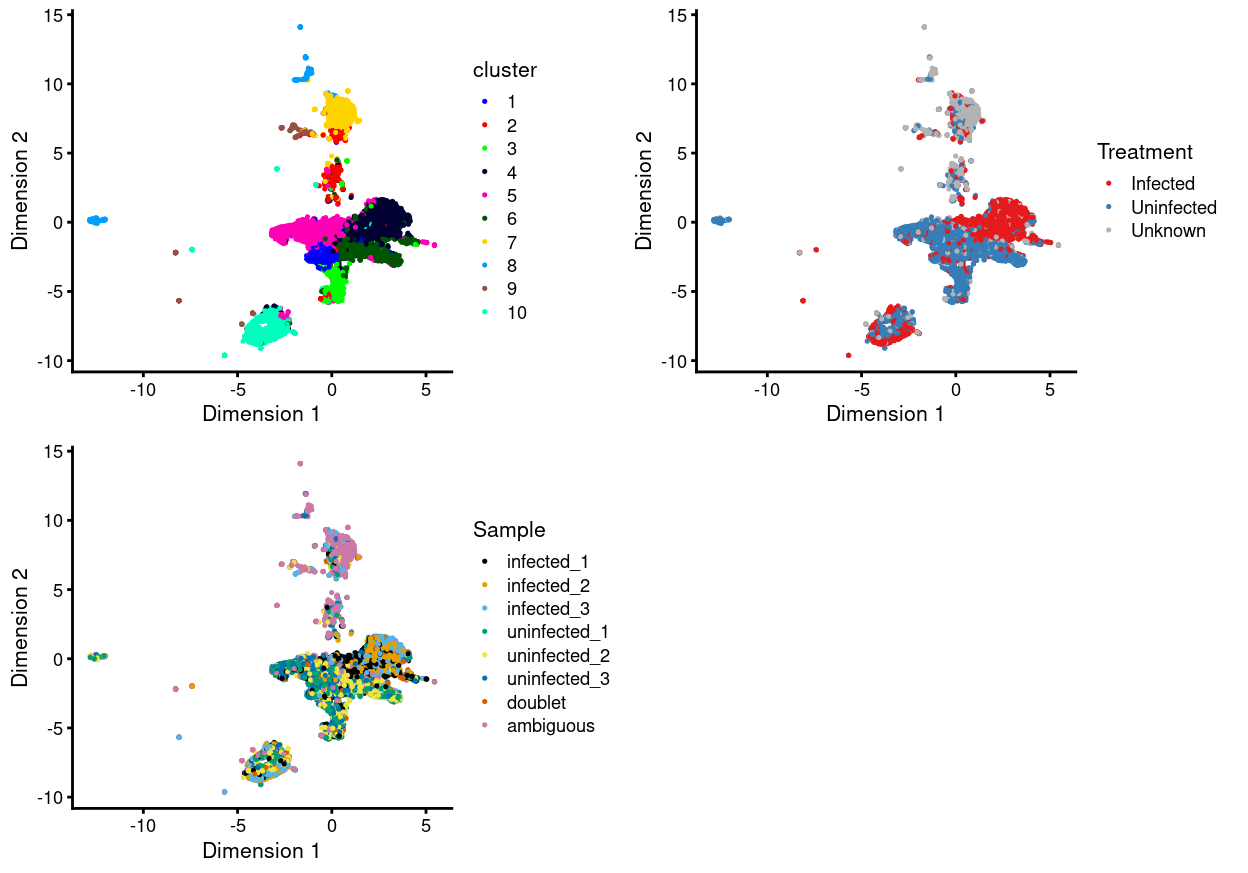 15
10
5
0
-5
-10
-10
-5
0
5
Dimension 1
Dimension 2
cluster
1
2
3
4
5
6
7
8
9
10
15
10
5
0
-5
-10
-10
-5
0
5
Dimension 1
Dimension 2
Treatment
Infected
Uninfected
Unknown
15
10
5
0
-5
-10
-10
-5
0
5
Dimension 1
Dimension 2
Sample
infected_1
infected_2
infected_3
uninfected_1
uninfected_2
uninfected_3
doublet
ambiguous